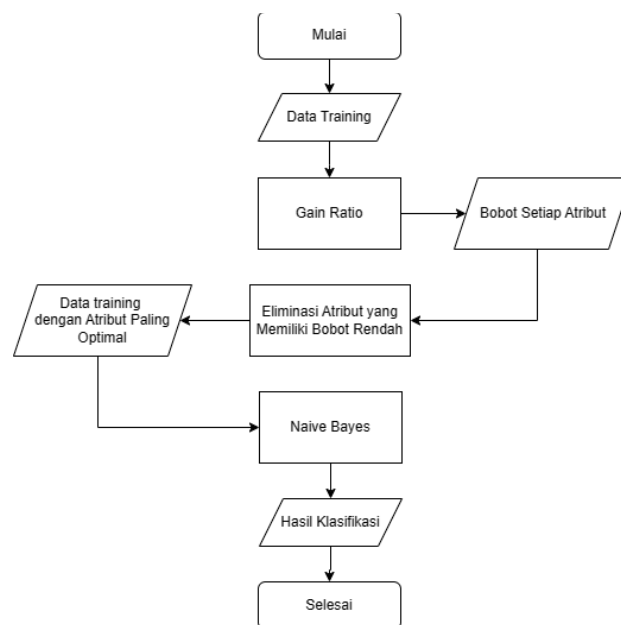 Mulai
Data Training
Gain Ratio
Bobot Setiap Atribut
Eliminasi Atribut yang
Memiliki Bobot Rendah
Data training
dengan Atribut Paling
Optimal
Naive Bayes
Hasil Klasifikasi
Selesai